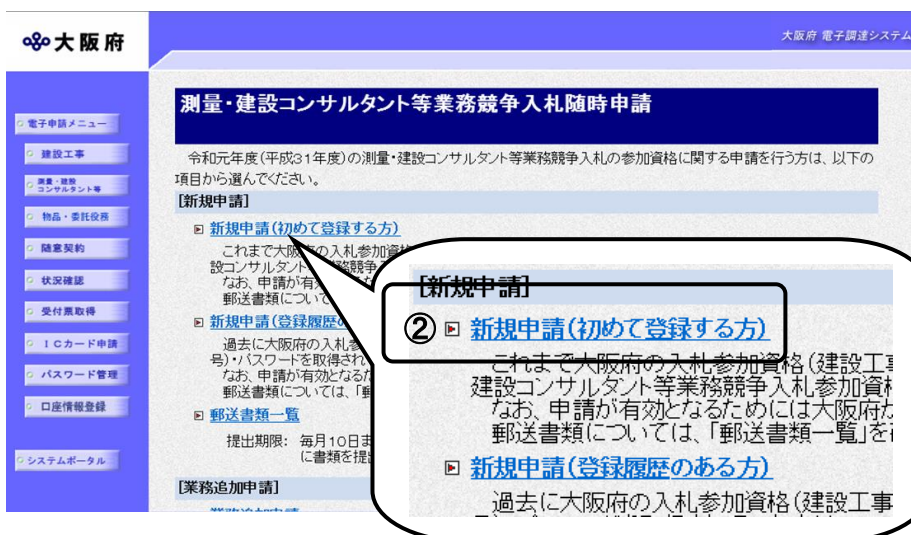 大阪府
大阪府 電子調達システム
電子申請メニュー
建設工事
測量・建設
コンサルタント等
物品・委託役務
随意契約
状況確認
受付票取得
ICカード申請
パスワード管理
口座情報登録
システムポータル
測量・建設コンサルタント等業務競争入札随時申請
令和元年度(平成31年度)の測量・建設コンサルタント等業務競争入札の参加資格に関する申請を行う方は、以下の
項目から選んでください。
[新規申請]
新規申請(初めて登録する方)
これまで大阪府の入札参加資格
設コンサルタント
なお、申請が有
郵送書類につい
新規申請(登録履歴の
過去に大阪府の入札参
号)・パスワードを取得され
なお、申請が有効となるた
郵送書類については、「郵
郵送書類一覧
提出期限: 毎月10日ま
に書類を提
[業務追加申請]
[新規申請]
② 新規申請(初めて登録する方)
これまで大阪府の入札参加資格(建設工事
建設コンサルタント等業務競争入札参加資格
なお、申請が有効となるためには大阪府が
郵送書類については、「郵送書類一覧」を
新規申請(登録履歴のある方)
過去に大阪府の入札参加資格(建設工事